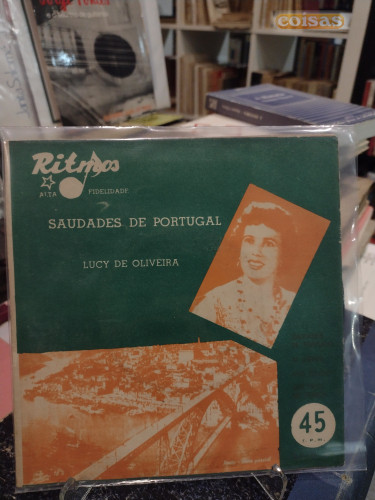 coisas
Ritmos
ALTA FIDELIDADE
SAUDADES DE PORTUGAL
LUCY DE OLIVEIRA
45
r.p.m.